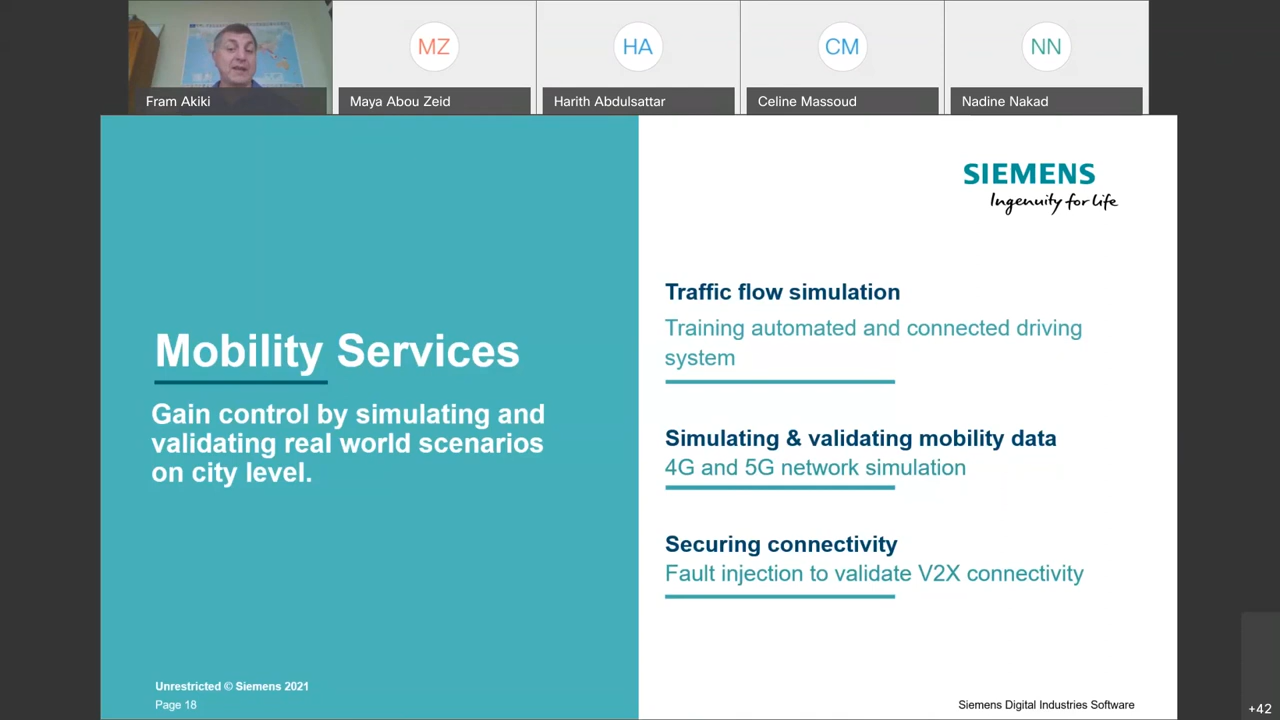 MZ
HA
CM
NN
Fram Akiki
Maya Abou Zeid
Harith Abdulsattar
Celine Massoud
Nadine Nakad
SIEMENS
Ingenuity for life
Mobility Services
Gain control by simulating and
validating real world scenarios
on city level.
Traffic flow simulation
Training automated and connected driving
system
Simulating & validating mobility data
4G and 5G network simulation
Securing connectivity
Fault injection to validate V2X connectivity
Unrestricted © Siemens 2021
Page 18
Siemens Digital Industries Software
+42